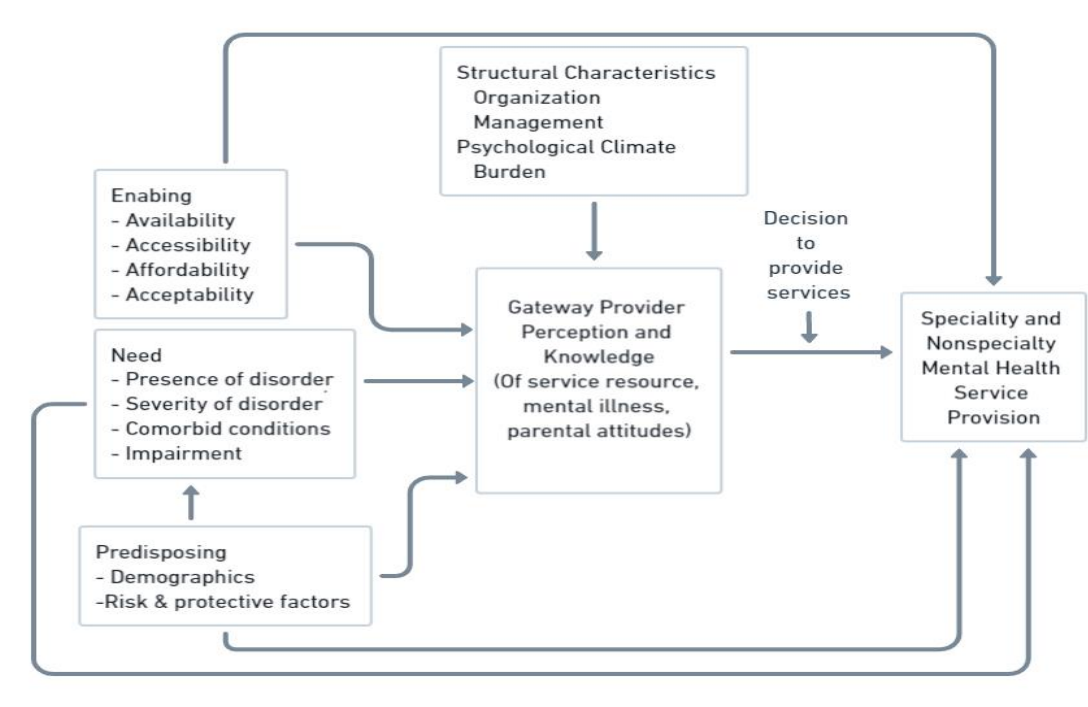 Structural Characteristics
Organization
Management
Psychological Climate
Burden
Enabing
- Availability
- Accessibility
- Affordability
- Acceptability
Decision
to
provide
services
Gateway Provider
Perception and
Knowledge
(Of service resource,
mental illness,
parental attitudes)
Speciality and
Nonspecialty
Mental Health
Service
Provision
Need
- Presence of disorder
- Severity of disorder
- Comorbid conditions
- Impairment
Predisposing
- Demographics
-Risk & protective factors